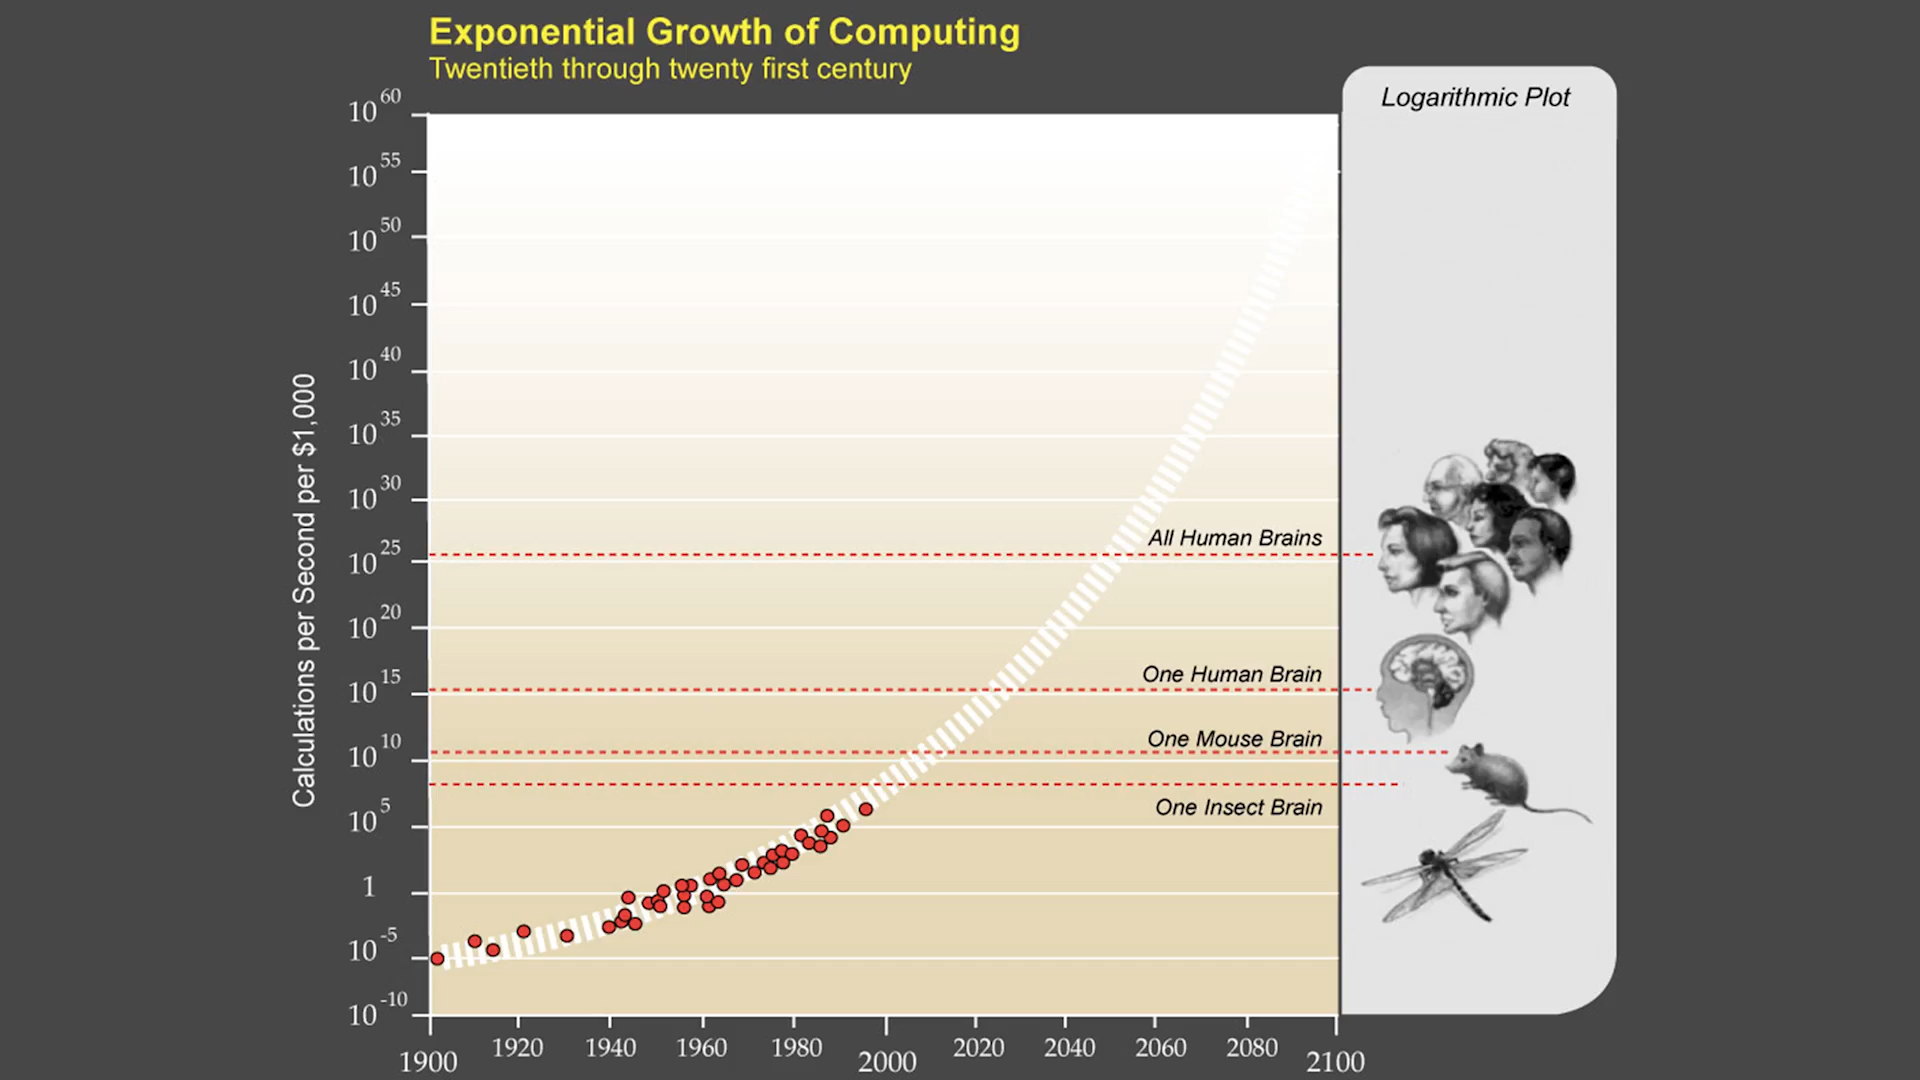 Exponential Growth of Computing
Twentieth through twenty first century
Logarithmic Plot
Calculations per Second per $1,000
10 60
10 55
10 50
10 45
10 40
10 35
10 30
10 25
10 20
10 15
10 10
10 5
1
10 -5
10 -10
All Human Brains
One Human Brain
One Mouse Brain
One Insect Brain
1900 1920 1940 1960 1980 2000 2020 2040 2060 2080 2100